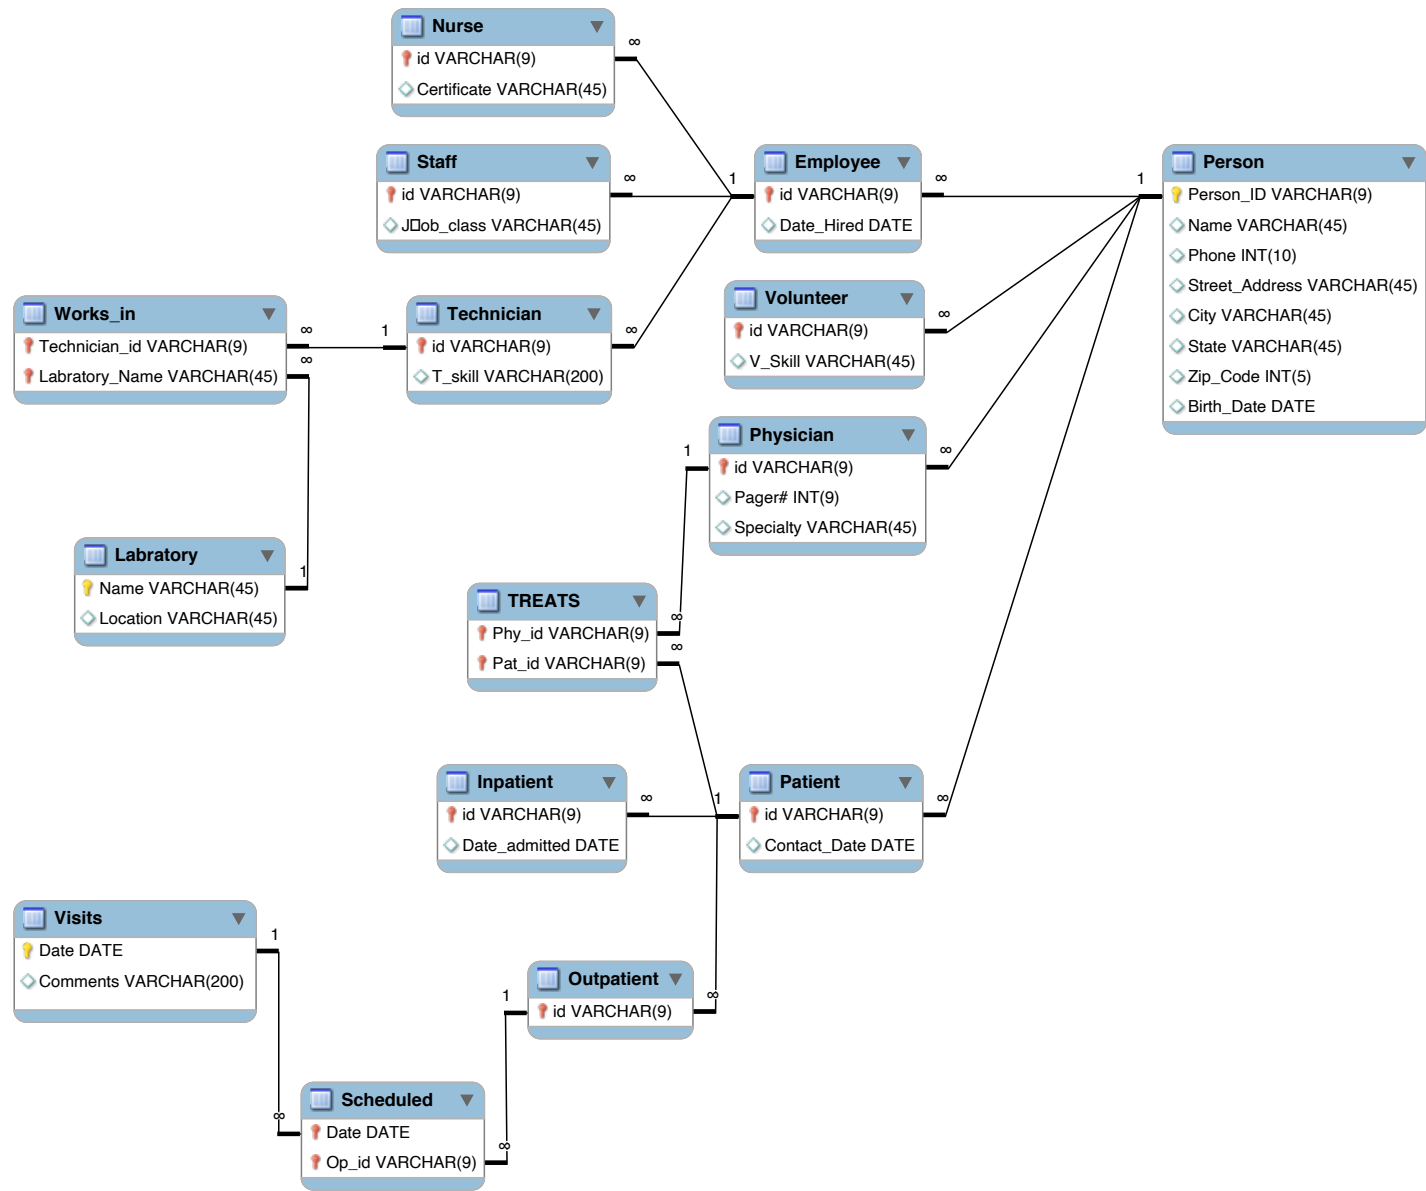 Nurse
id VARCHAR(9)
Certificate VARCHAR(45)
∞
Staff
id VARCHAR(9)
J□ob_class VARCHAR(45)
∞
1
Employee
id VARCHAR(9)
Date_Hired DATE
∞
1
Person
Person_ID VARCHAR(9)
Name VARCHAR(45)
Phone INT(10)
Street_Address VARCHAR(45)
City VARCHAR(45)
State VARCHAR(45)
Zip_Code INT(5)
Birth_Date DATE
Works_in
Technician_id VARCHAR(9)
Labratory_Name VARCHAR(45)
∞
∞
1
Technician
id VARCHAR(9)
T_skill VARCHAR(200)
∞
Volunteer
id VARCHAR(9)
V_Skill VARCHAR(45)
∞
1
Physician
id VARCHAR(9)
Pager# INT(9)
Specialty VARCHAR(45)
∞
Labratory
Name VARCHAR(45)
Location VARCHAR(45)
1
TREATS
Phy_id VARCHAR(9)
Pat_id VARCHAR(9)
∞
∞
Inpatient
id VARCHAR(9)
Date_admitted DATE
∞
1
Patient
id VARCHAR(9)
Contact_Date DATE
∞
Visits
Date DATE
Comments VARCHAR(200)
1
1
Outpatient
id VARCHAR(9)
∞
Scheduled
Date DATE
Op_id VARCHAR(9)
∞
∞